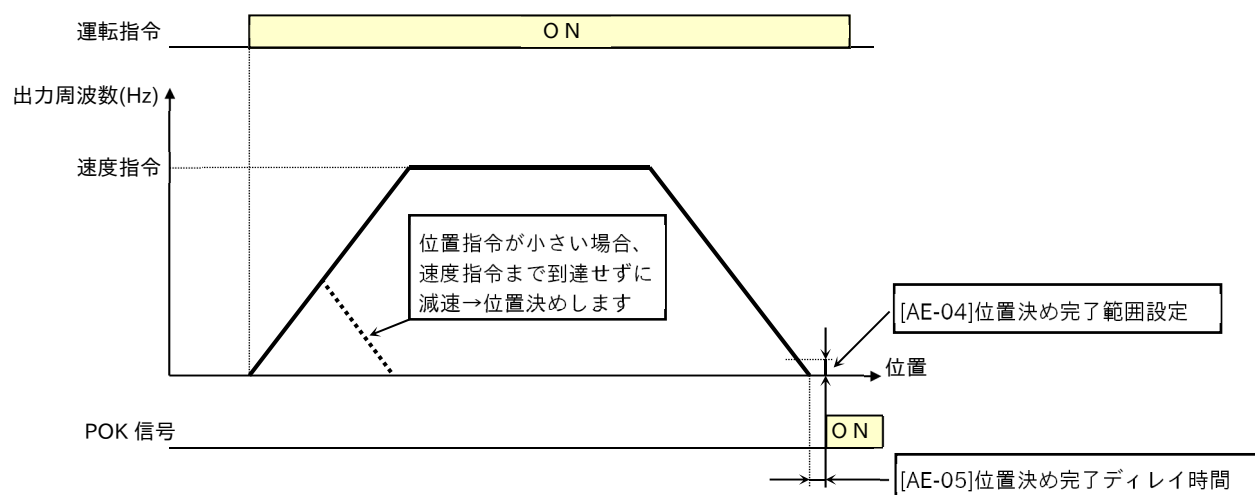 運転指令
ON
出力周波数(Hz)
速度指令
位置指令が小さい場合、
速度指令まで到達せずに
減速→位置決めします
[AE-04]位置決め完了範囲設定
位置
POK 信号
ON
[AE-05]位置決め完了ディレイ時間